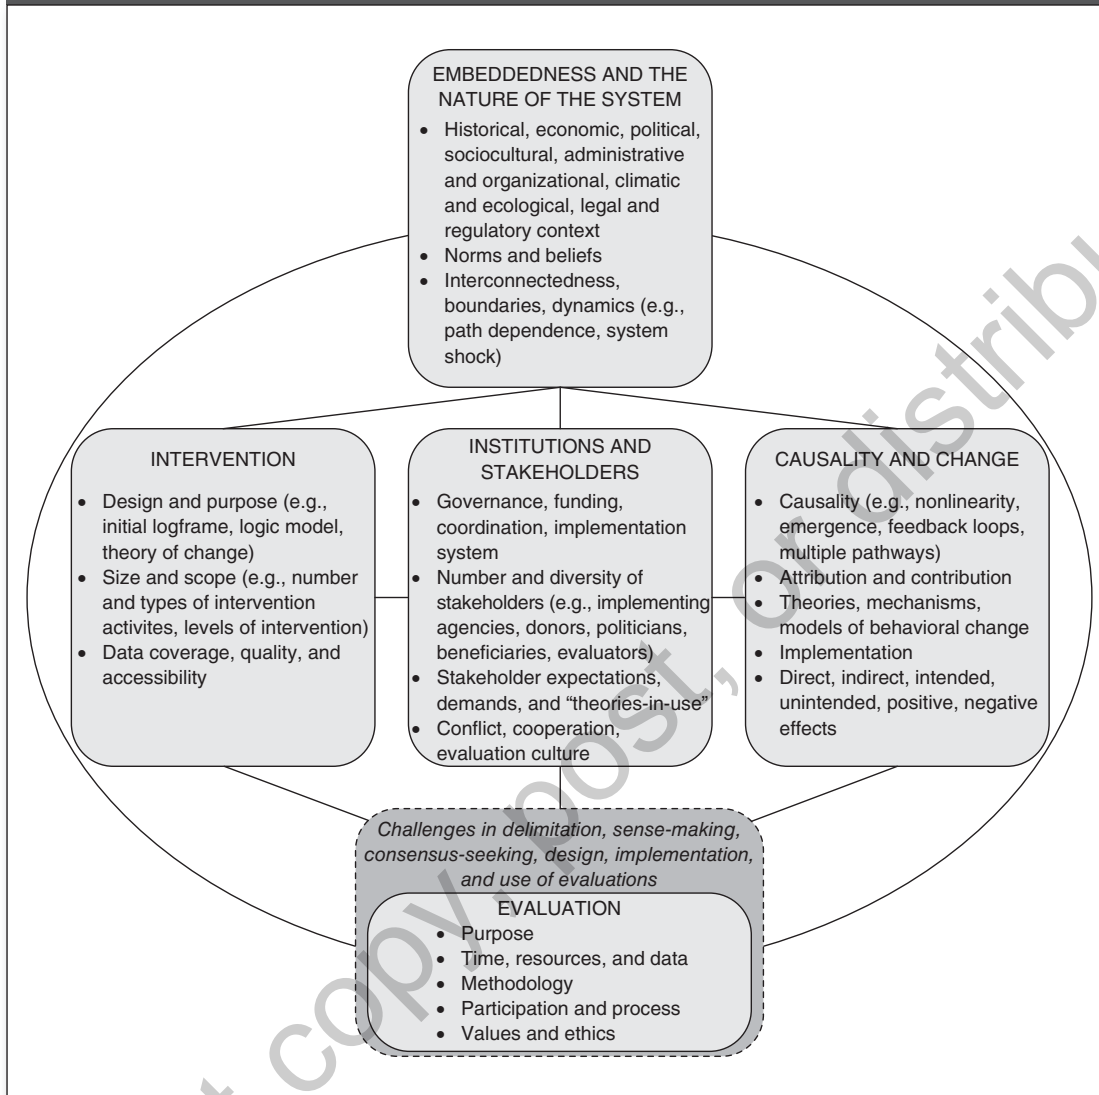 EMBEDDEDNESS AND THE
NATURE OF THE SYSTEM
• Historical, economic, political,
sociocultural, administrative
and organizational, climatic
and ecological, legal and
regulatory context
• Norms and beliefs
• Interconnectedness,
boundaries, dynamics (e.g.,
path dependence, system
shock)
INTERVENTION
• Design and purpose (e.g.,
initial logframe, logic model,
theory of change)
• Size and scope (e.g., number
and types of intervention
activites, levels of intervention)
• Data coverage, quality, and
accessibility
INSTITUTIONS AND
STAKEHOLDERS
• Governance, funding,
coordination, implementation
system
• Number and diversity of
stakeholders (e.g., implementing
agencies, donors, politicians,
beneficiaries, evaluators)
• Stakeholder expectations,
demands, and “theories-in-use”
• Conflict, cooperation,
evaluation culture
CAUSALITY AND CHANGE
• Causality (e.g., nonlinearity,
emergence, feedback loops,
multiple pathways)
• Attribution and contribution
• Theories, mechanisms,
models of behavioral change
• Implementation
• Direct, indirect, intended,
unintended, positive, negative
effects
Challenges in delimitation, sense-making,
consensus-seeking, design, implementation,
and use of evaluations
EVALUATION
• Purpose
• Time, resources, and data
• Methodology
• Participation and process
• Values and ethics
copy, post, or